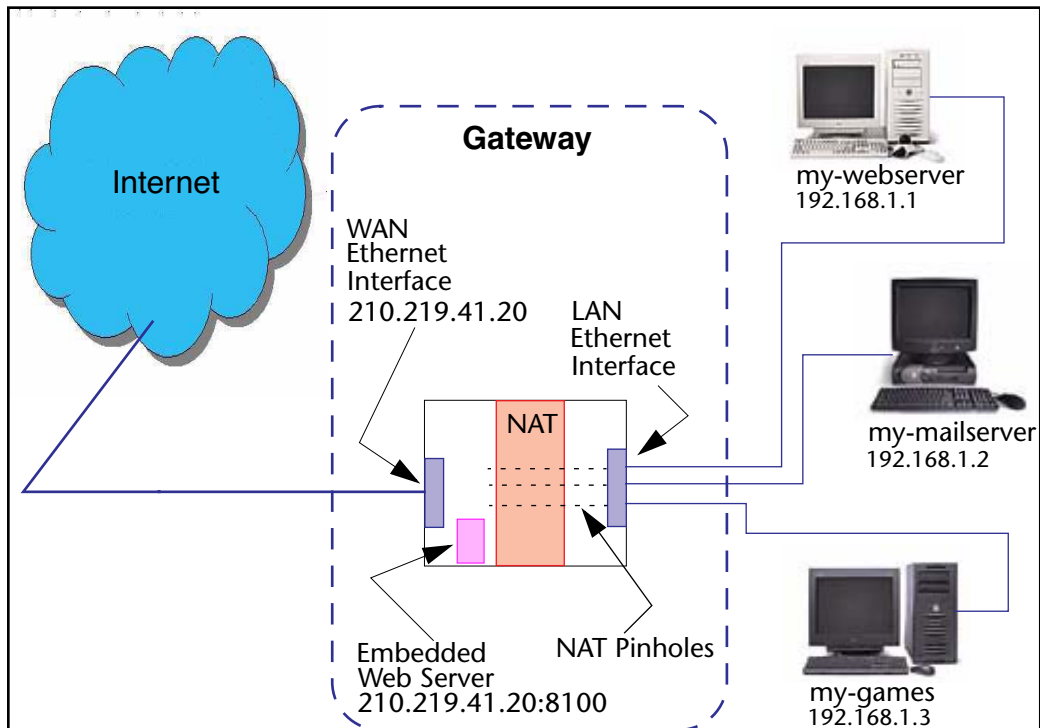 Gateway
Internet
my-webserver
192.168.1.1
WAN
Ethernet
Interface
210.219.41.20
LAN
Ethernet
Interface
NAT
my-mailserver
192.168.1.2
Embedded
Web Server
210.219.41.20:8100
NAT Pinholes
my-games
192.168.1.3